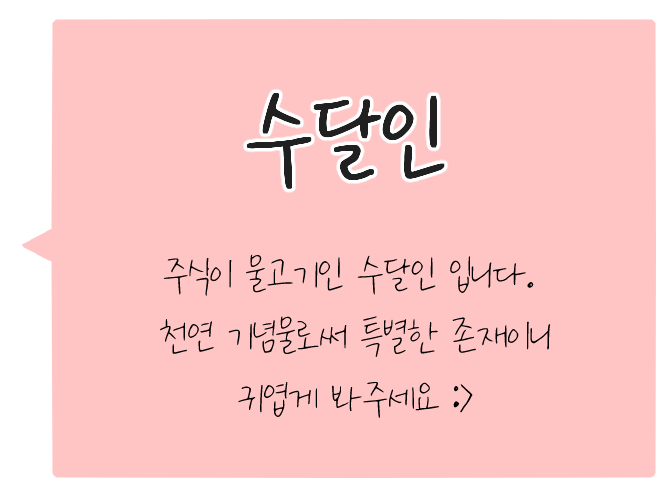 수달인
주식이 물고기인 수달인 입니다.
천연 기념물로써 특별한 존재이니
귀엽게 봐주세요 :>